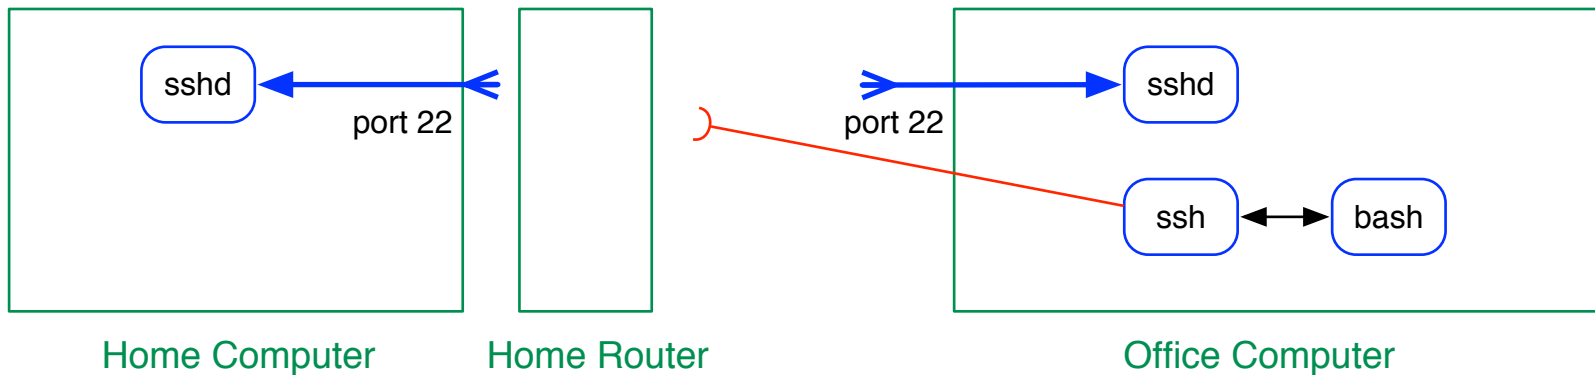 sshd
port 22
port 22
sshd
ssh
bash
Home Computer
Home Router
Office Computer